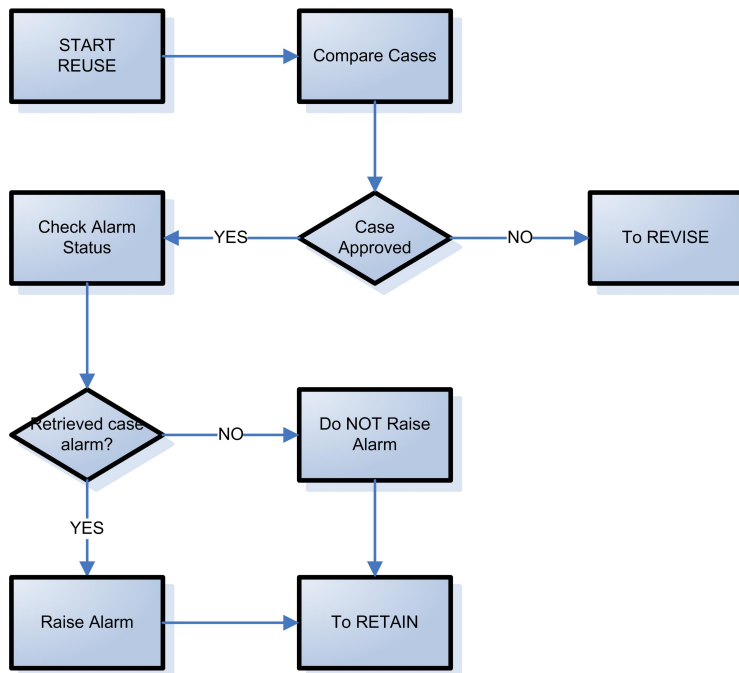 START
REUSE
Compare Cases
Check Alarm
Status
YES
Case
Approved
NO
To REVISE
Retrieved case
alarm?
NO
Do NOT Raise
Alarm
YES
Raise Alarm
To RETAIN